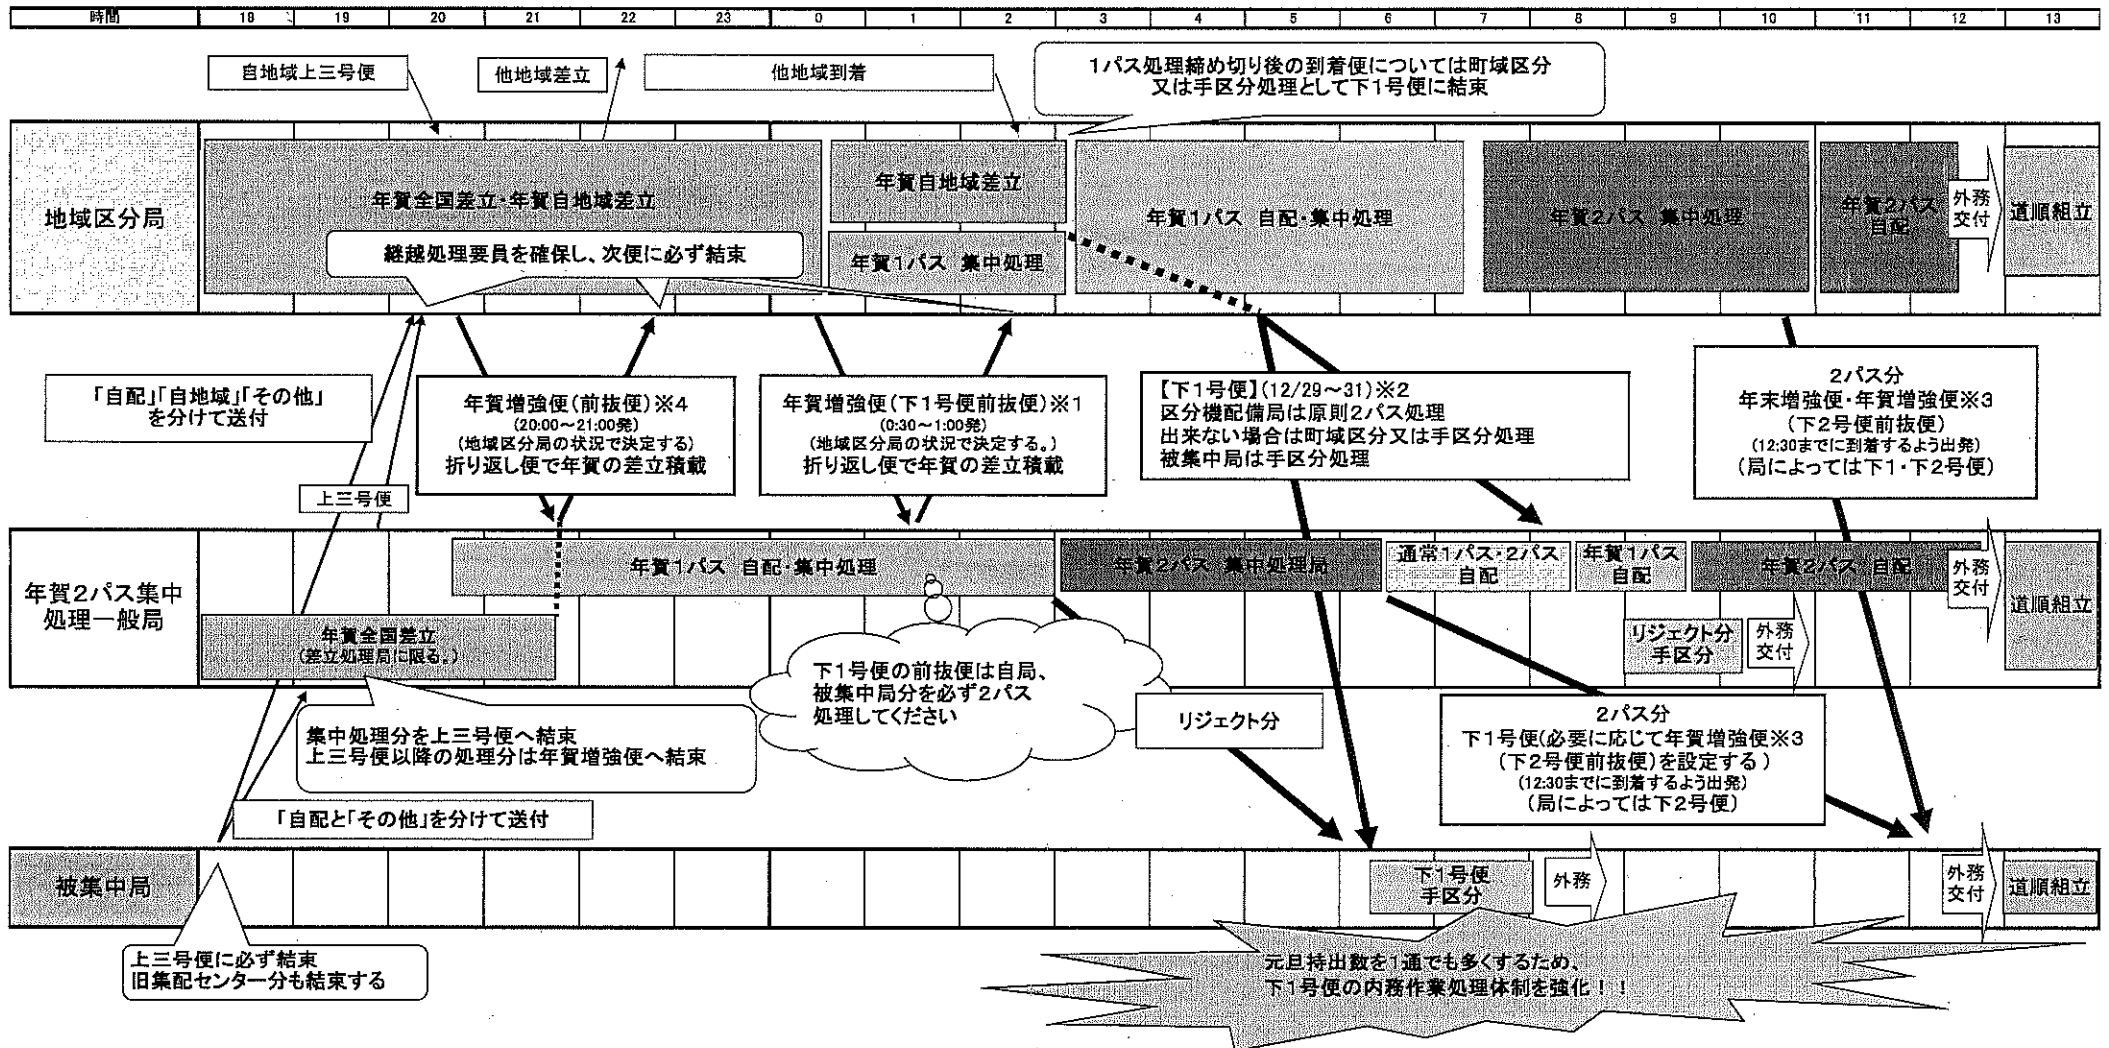 時間 18 19 20 21 22 23 0 1 2 3 4 5 6 7 8 9 10 11 12 13
自地域上三号便
他地域差立
他地域到着
1パス処理締め切り後の到着便については町域区分
又は手区分処理として下1号便に結束
地域区分局
年賀全国差立・年賀自地域差立
年賀自地域差立
年賀1パス 集中処理
年賀1パス 自配・集中処理
年賀2パス 集中処理
年賀2パス
自配
外務
交付
道順組立
継越処理要員を確保し、次便に必ず結束
「自配」「自地域」「その他」
を分けて送付
上三号便
年賀増強便(前抜便)※4
(20:00~21:00発)
(地域区分局の状況で決定する)
折り返し便で年賀の差立積載
年賀増強便(下1号便前抜便)※1
(0:30~1:00発)
(地域区分局の状況で決定する。)
折り返し便で年賀の差立積載
【下1号便】(12/29~31)※2
区分機配備局は原則2パス処理
出来ない場合は町域区分又は手区分処理
被集中局は手区分処理
2パス分
年末増強便・年賀増強便※3
(下2号便前抜便)
(12:30までに到着するよう出発)
(局によっては下1・下2号便)
年賀2パス集中
処理一般局
年賀1パス 自配・集中処理
年賀2パス 集中処理局
通常1パス・2パス
自配
年賀1パス
自配
年賀2パス 自配
外務
交付
道順組立
年賀全国差立
(差立処理局に限る。)
リジェクト分
手区分
外務
交付
下1号便の前抜便は自局、
被集中局分を必ず2パス
処理してください
集中処理分を上三号便へ結束
上三号便以降の処理分は年賀増強便へ結束
リジェクト分
2パス分
下1号便(必要に応じて年賀増強便※3
(下2号便前抜便)を設定する)
(12:30までに到着するよう出発)
(局によっては下2号便)
「自配と「その他」を分けて送付
被集中局
下1号便
手区分
外務
外務
交付
道順組立
上三号便に必ず結束
旧集配センター分も結束する
元旦持出数を1通でも多くするため、
下1号便の内務作業処理体制を強化!!